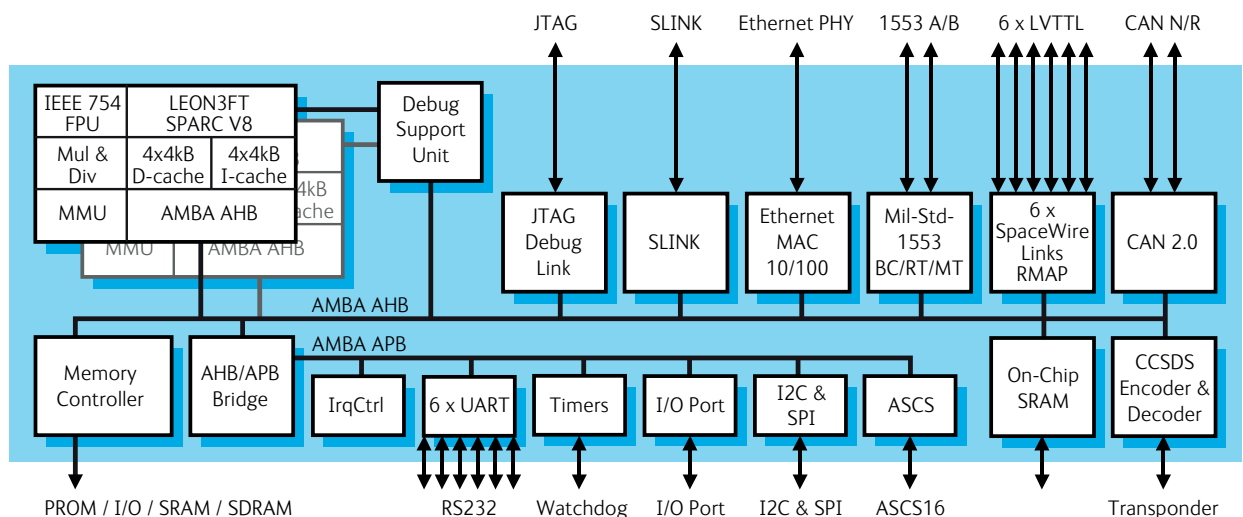 JTAG SLINK Ethernet PHY 1553 A/B 6 x LVTTL CAN N/R
IEEE 754
FPU
LEON3FT
SPARC V8
Mul &
Div
4x4kB
D-cache
4x4kB
I-cache
MMU
AMBA AHB
4kB
ache
MMU
AMBA AHB
Debug
Support
Unit
JTAG
Debug
Link
SLINK
Ethernet
MAC
10/100
Mil-Std-
1553
BC/RT/MT
6 x
SpaceWire
Links
RMAP
CAN 2.0
AMBA AHB
Memory
Controller
AHB/APB
Bridge
AMBA APB
IrqCtrl
6 x UART
Timers
I/O Port
I2C &
SPI
ASCS
On-Chip
SRAM
CCSDS
Encoder &
Decoder
PROM / I/O / SRAM / SDRAM RS232 Watchdog I/O Port I2C & SPI ASCS16 Transponder